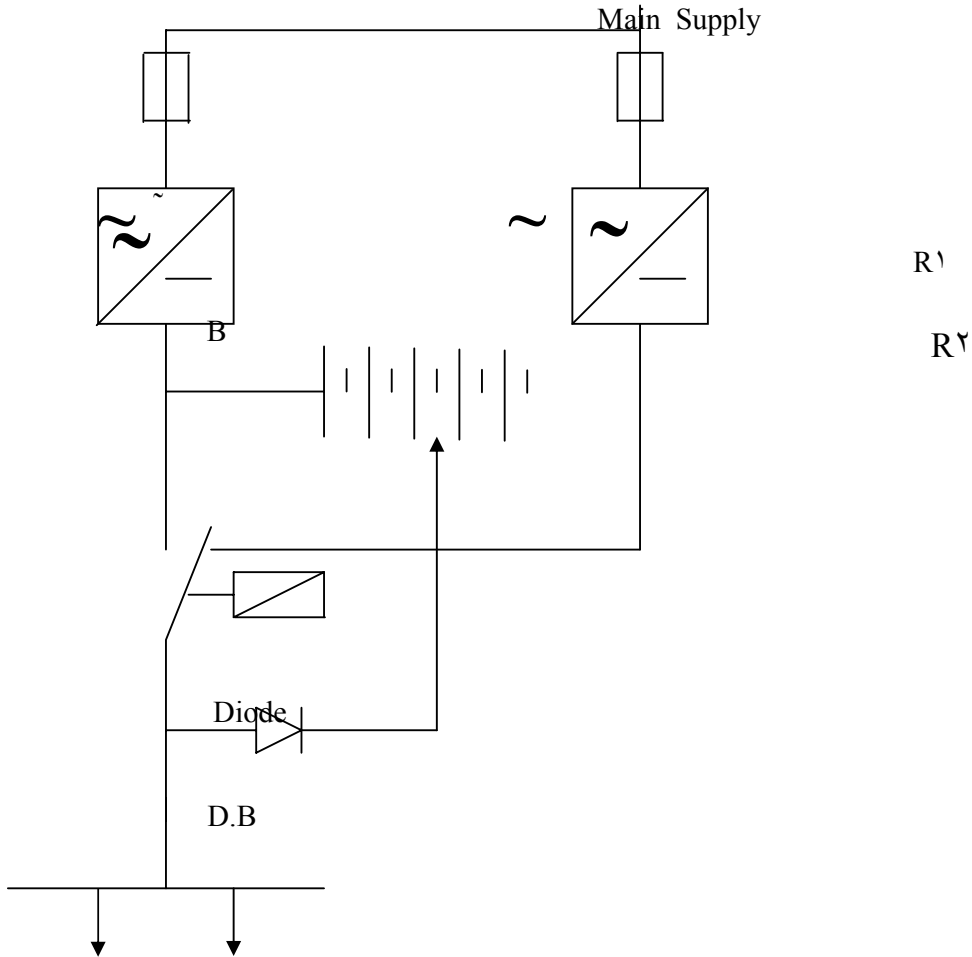 Main Supply
R١
B
R٢
Diode
D.B